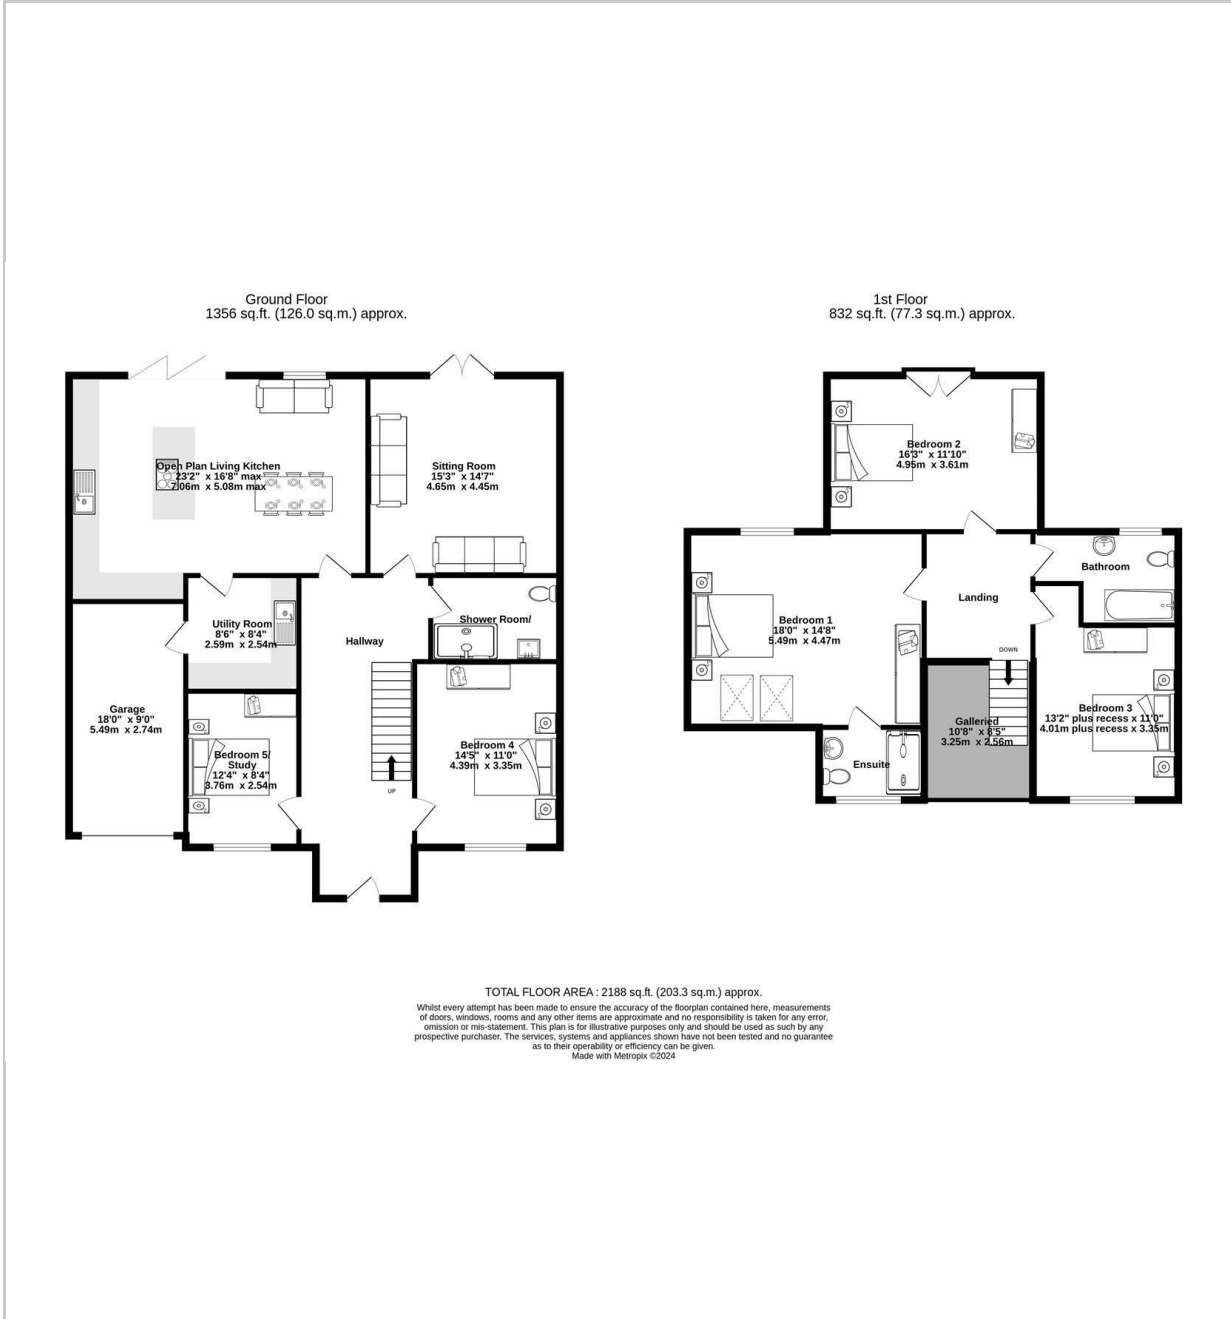 Ground Floor
1356 sq.ft. (126.0 sq.m.) approx.
Open Plan Living Kitchen
23'2" x 16'8" max
7.06m x 5.08m max
Sitting Room
15'3" x 14'7"
4.65m x 4.45m
Utility Room
8'6" x 8'4"
2.59m x 2.54m
Hallway
Shower Room/
Garage
18'0" x 9'0"
5.49m x 2.74m
Bedroom 5/
Study
12'4" x 8'4"
3.76m x 2.54m
UP
Bedroom 4
14'5" x 11'0"
4.39m x 3.35m
1st Floor
832 sq.ft. (77.3 sq.m.) approx.
Bedroom 2
16'3" x 11'10"
4.95m x 3.61m
Bathroom
Landing
Bedroom 1
18'0" x 14'8"
5.49m x 4.47m
DOWN
Galleried
10'8" x 8'5"
3.25m x 2.56m
Bedroom 3
13'2" plus recess x 11'0"
4.01m plus recess x 3.35m
Ensuite
TOTAL FLOOR AREA : 2188 sq.ft. (203.3 sq.m.) approx.
Whilst every attempt has been made to ensure the accuracy of the floorplan contained here, measurements
of doors, windows, rooms and any other items are approximate and no responsibility is taken for any error,
omission or mis-statement. This plan is for illustrative purposes only and should be used as such by any
prospective purchaser. The services, systems and appliances shown have not been tested and no guarantee
as to their operability or efficiency can be given.
Made with Metropix ©2024